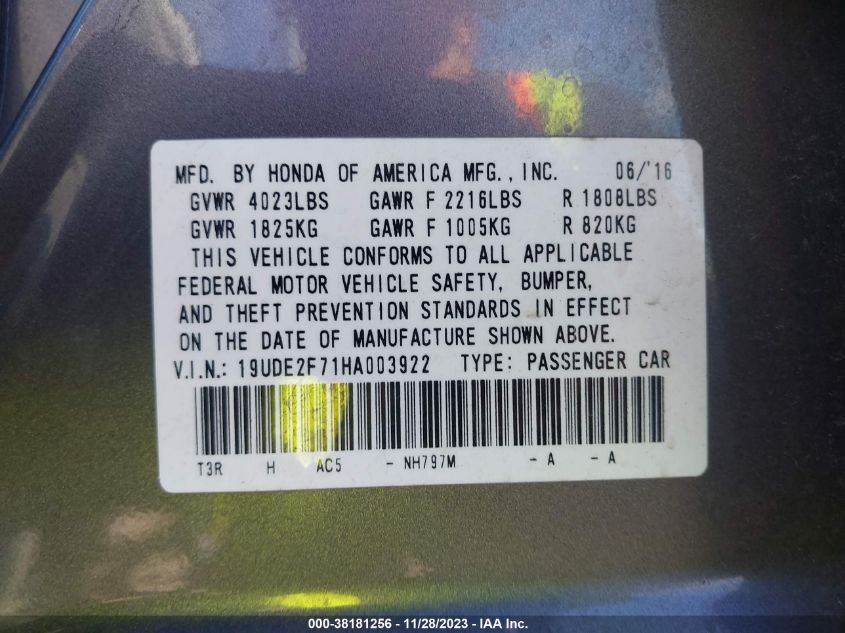 MFD. BY HONDA OF AMERICA MFG., INC. 06/'16
GVWR 4023LBS GAWR F 2216LBS R 1808LBS
GVWR 1825KG GAWR F 1005KG R 820KG
THIS VEHICLE CONFORMS TO ALL APPLICABLE
FEDERAL MOTOR VEHICLE SAFETY, BUMPER,
AND THEFT PREVENTION STANDARDS IN EFFECT
ON THE DATE OF MANUFACTURE SHOWN ABOVE.
V.I.N.: 19UDE2F71HA003922 TYPE: PASSENGER CAR
T3R H AC5 - NH797M - A - A
000-38181256 - 11/28/2023 - IAA Inc.